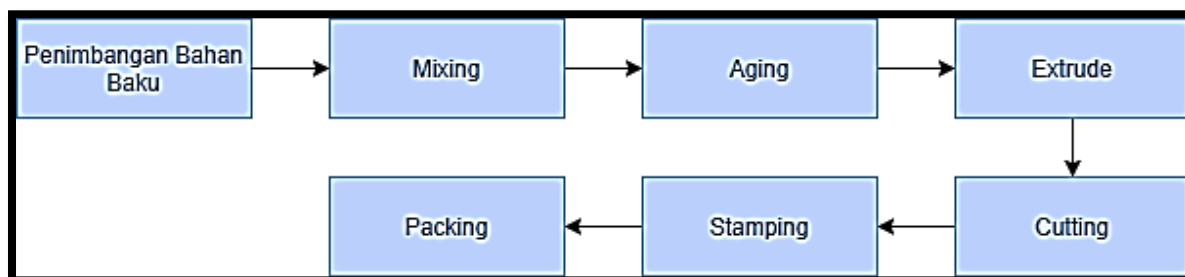 Penimbangan Bahan
Baku
Mixing
Aging
Extrude
Cutting
Stamping
Packing